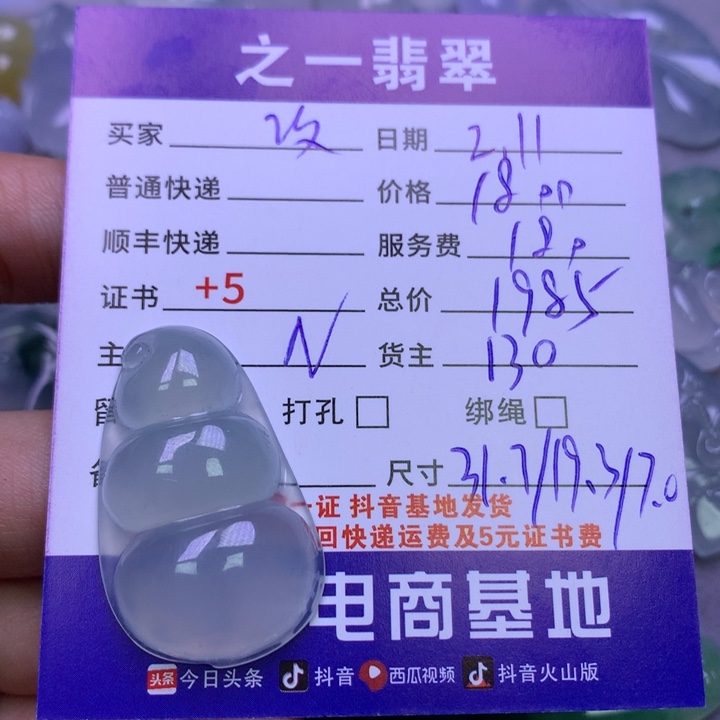 之一翡翠
买家 日期 2.11
普通快递 价格 1800
顺丰快递 服务费 180
证书 +5 总价 1985
主 N 货主 130
留 打孔 绑绳
尺寸 31.7/19.3/7.0
一证 抖音基地发货
回快递运费及5元证书费
电商基地
头条 今日头条 抖音 西瓜视频 抖音火山版